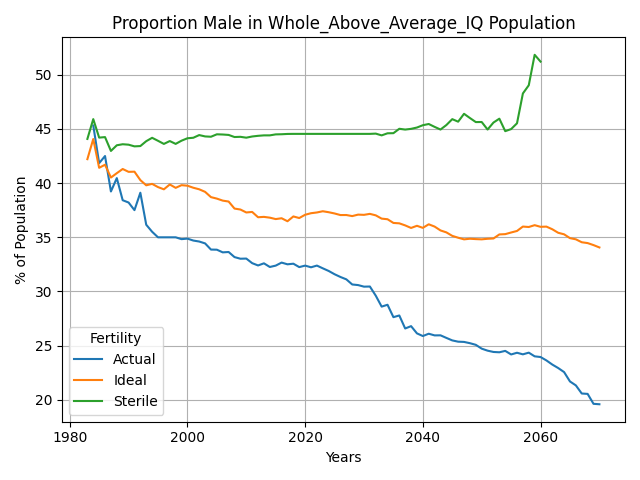 Proportion Male in Whole_Above_Average_IQ Population
% of Population
50
45
40
35
30
25
20
Fertility
Actual
Ideal
Sterile
1980
2000
2020
2040
2060
Years